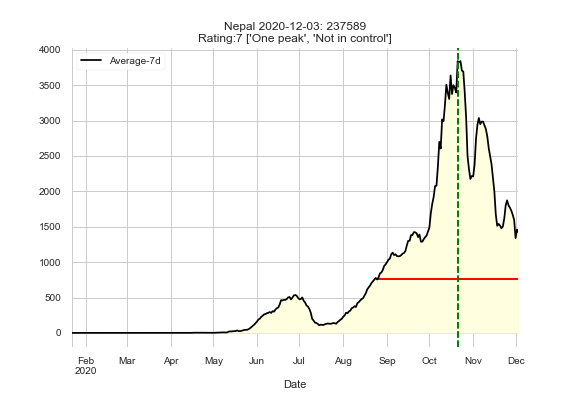 Nepal 2020-12-03: 237589
Rating:7 ['One peak', 'Not in control']
Average-7d
4000
3500
3000
2500
2000
1500
1000
500
0
Feb Mar Apr May Jun Jul Aug Sep Oct Nov Dec
2020
Date